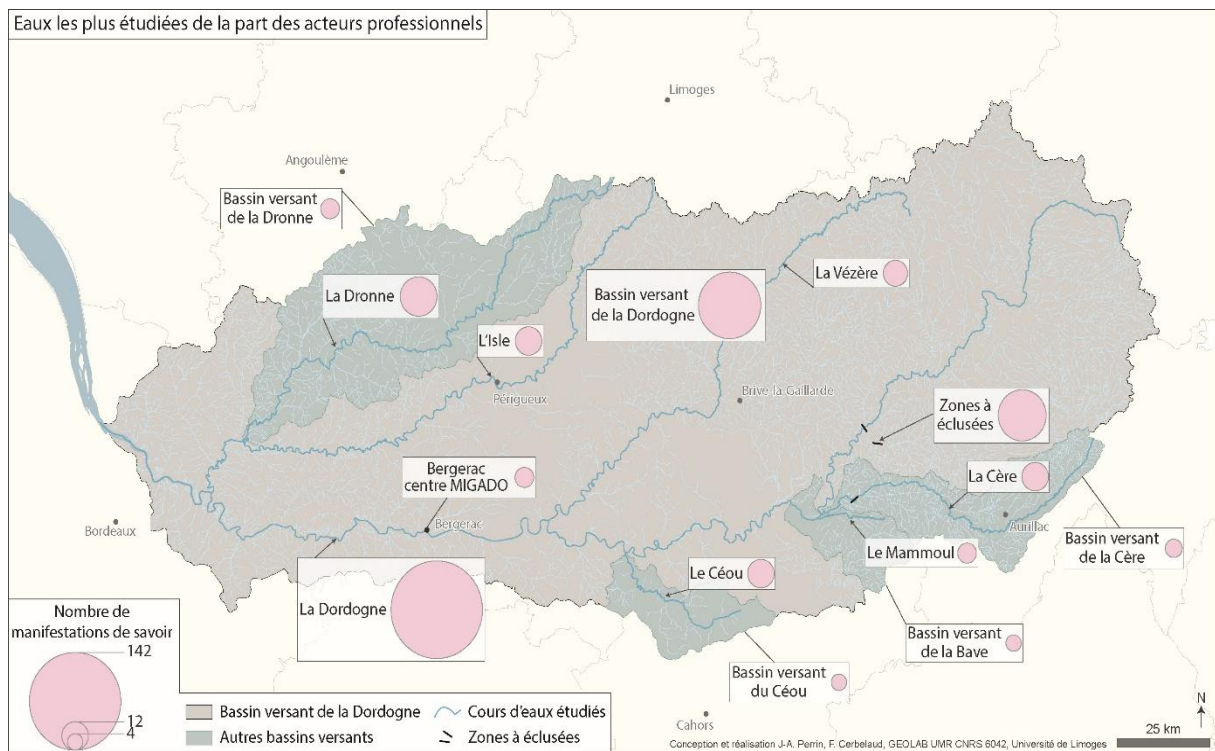 Eaux les plus étudiées de la part des acteurs professionnels
Limoges
Angoulême
Bassin versant
de la Dronne
La Dronne
Bassin versant
de la Dordogne
La Vézère
L'Isle
Périgueux
Brive-la-Gaillarde
Zones à
éclusées
Bergerac
centre MIGADO
La Cère
Bordeaux
Bergerac
Aurillac
Le Mammoul
Bassin versant
de la Cère
La Dordogne
Le Céou
Bassin versant
de la Bave
Bassin versant
du Céou
Cahors
Nombre de
manifestations de savoir
142
12
4
Bassin versant de la Dordogne
Autres bassins versants
Cours d'eaux étudiés
Zones à éclusées
N
25 km
Conception et réalisation J-A. Perrin, F. Cerbelaud, GEOLAB UMR CNRS 6042, Université de Limoges